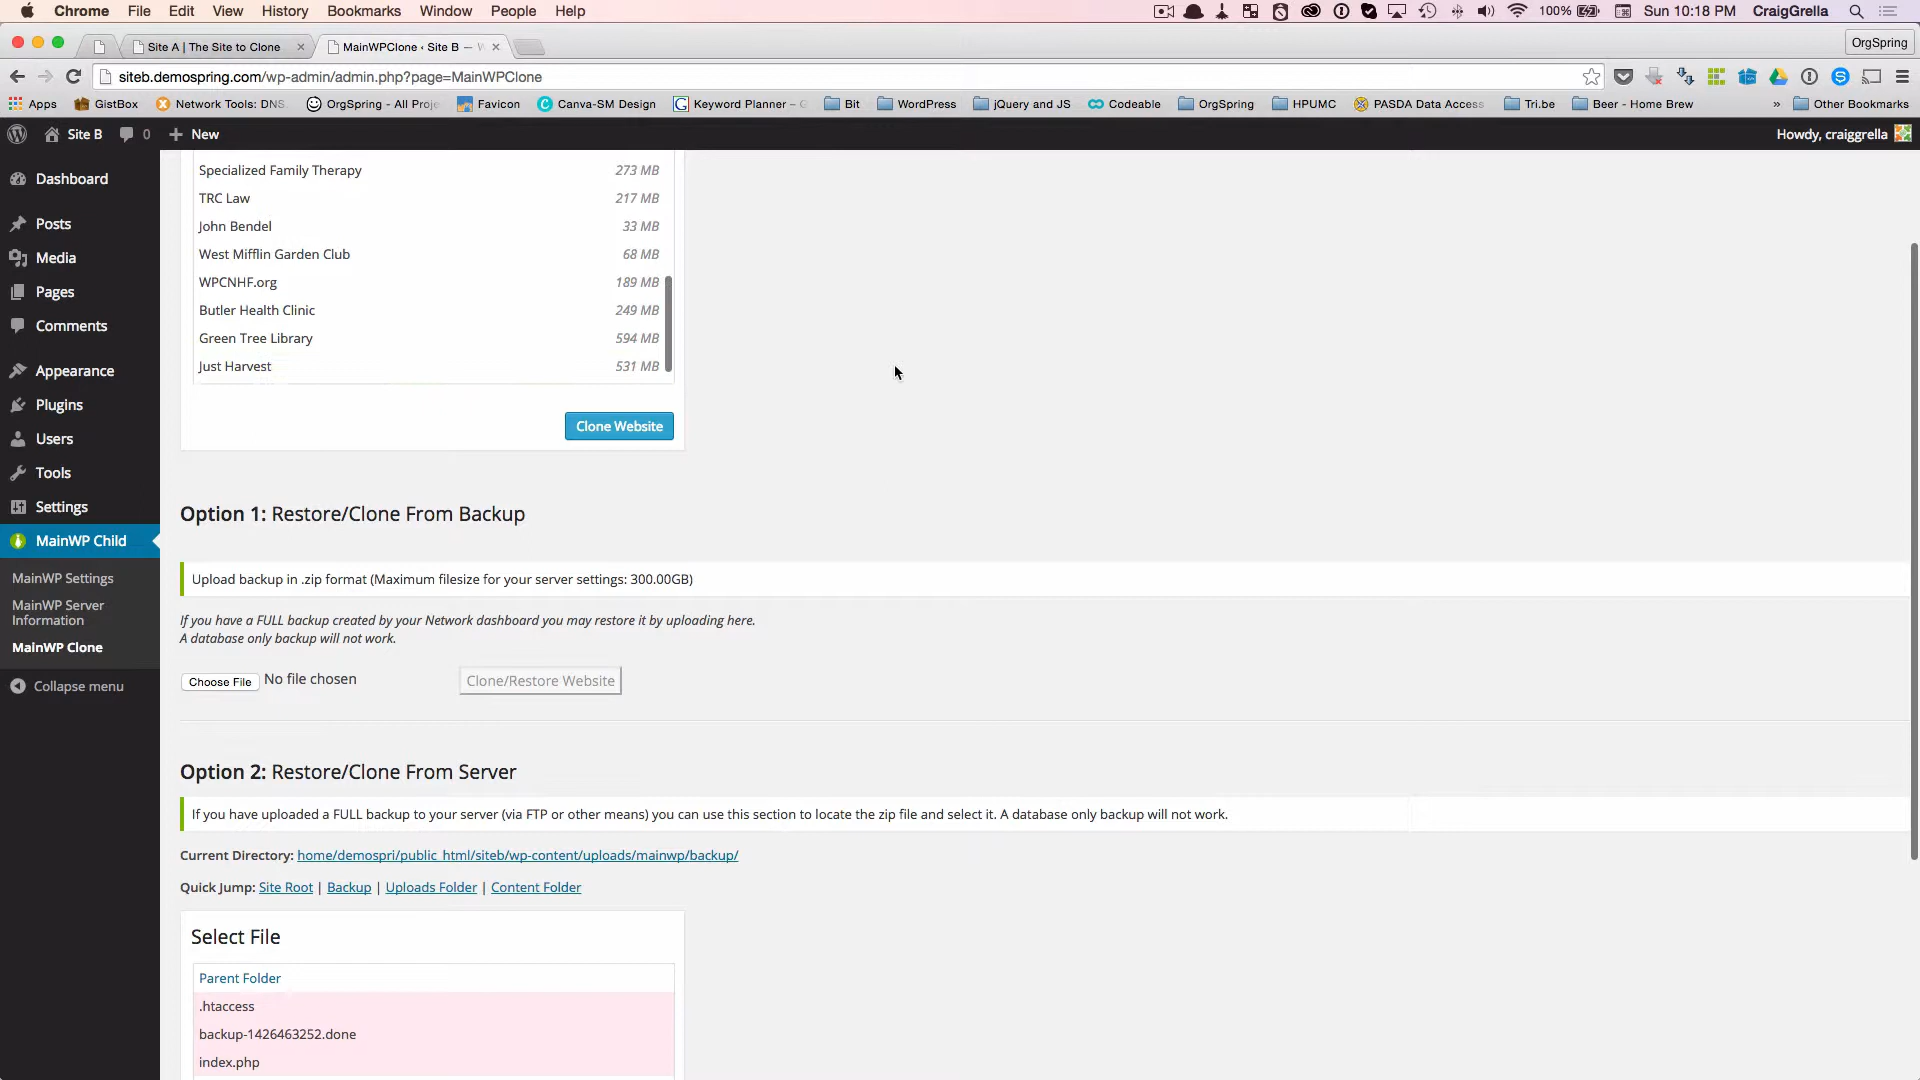 Chrome File Edit View History Bookmarks Window People Help 100% Sun 10:18 PM CraigGrella
Site A | The Site to Clone MainWPClone ‹ Site B — OrgSpring
siteb.demospring.com/wp-admin/admin.php?page=MainWPClone
Apps GistBox Network Tools: DNS. OrgSpring - All Proje Favicon Canva-SM Design Keyword Planner – Bit WordPress jQuery and JS Codeable OrgSpring HPUMC PASDA Data Access Tri.be Beer - Home Brew » Other Bookmarks
Site B 0 + New Howdy, craiggrella
Dashboard
Posts
Media
Pages
Comments
Appearance
Plugins
Users
Tools
Settings
MainWP Child
MainWP Settings
MainWP Server
Information
MainWP Clone
Collapse menu
Specialized Family Therapy 273 MB
TRC Law 217 MB
John Bendel 33 MB
West Mifflin Garden Club 68 MB
WPCNHF.org 189 MB
Butler Health Clinic 249 MB
Green Tree Library 594 MB
Just Harvest 531 MB
Clone Website
Option 1: Restore/Clone From Backup
Upload backup in .zip format (Maximum filesize for your server settings: 300.00GB)
If you have a FULL backup created by your Network dashboard you may restore it by uploading here.
A database only backup will not work.
Choose File No file chosen Clone/Restore Website
Option 2: Restore/Clone From Server
If you have uploaded a FULL backup to your server (via FTP or other means) you can use this section to locate the zip file and select it. A database only backup will not work.
Current Directory: home/demospri/public_html/siteb/wp-content/uploads/mainwp/backup/
Quick Jump: Site Root | Backup | Uploads Folder | Content Folder
Select File
Parent Folder
.htaccess
backup-1426463252.done
index.php